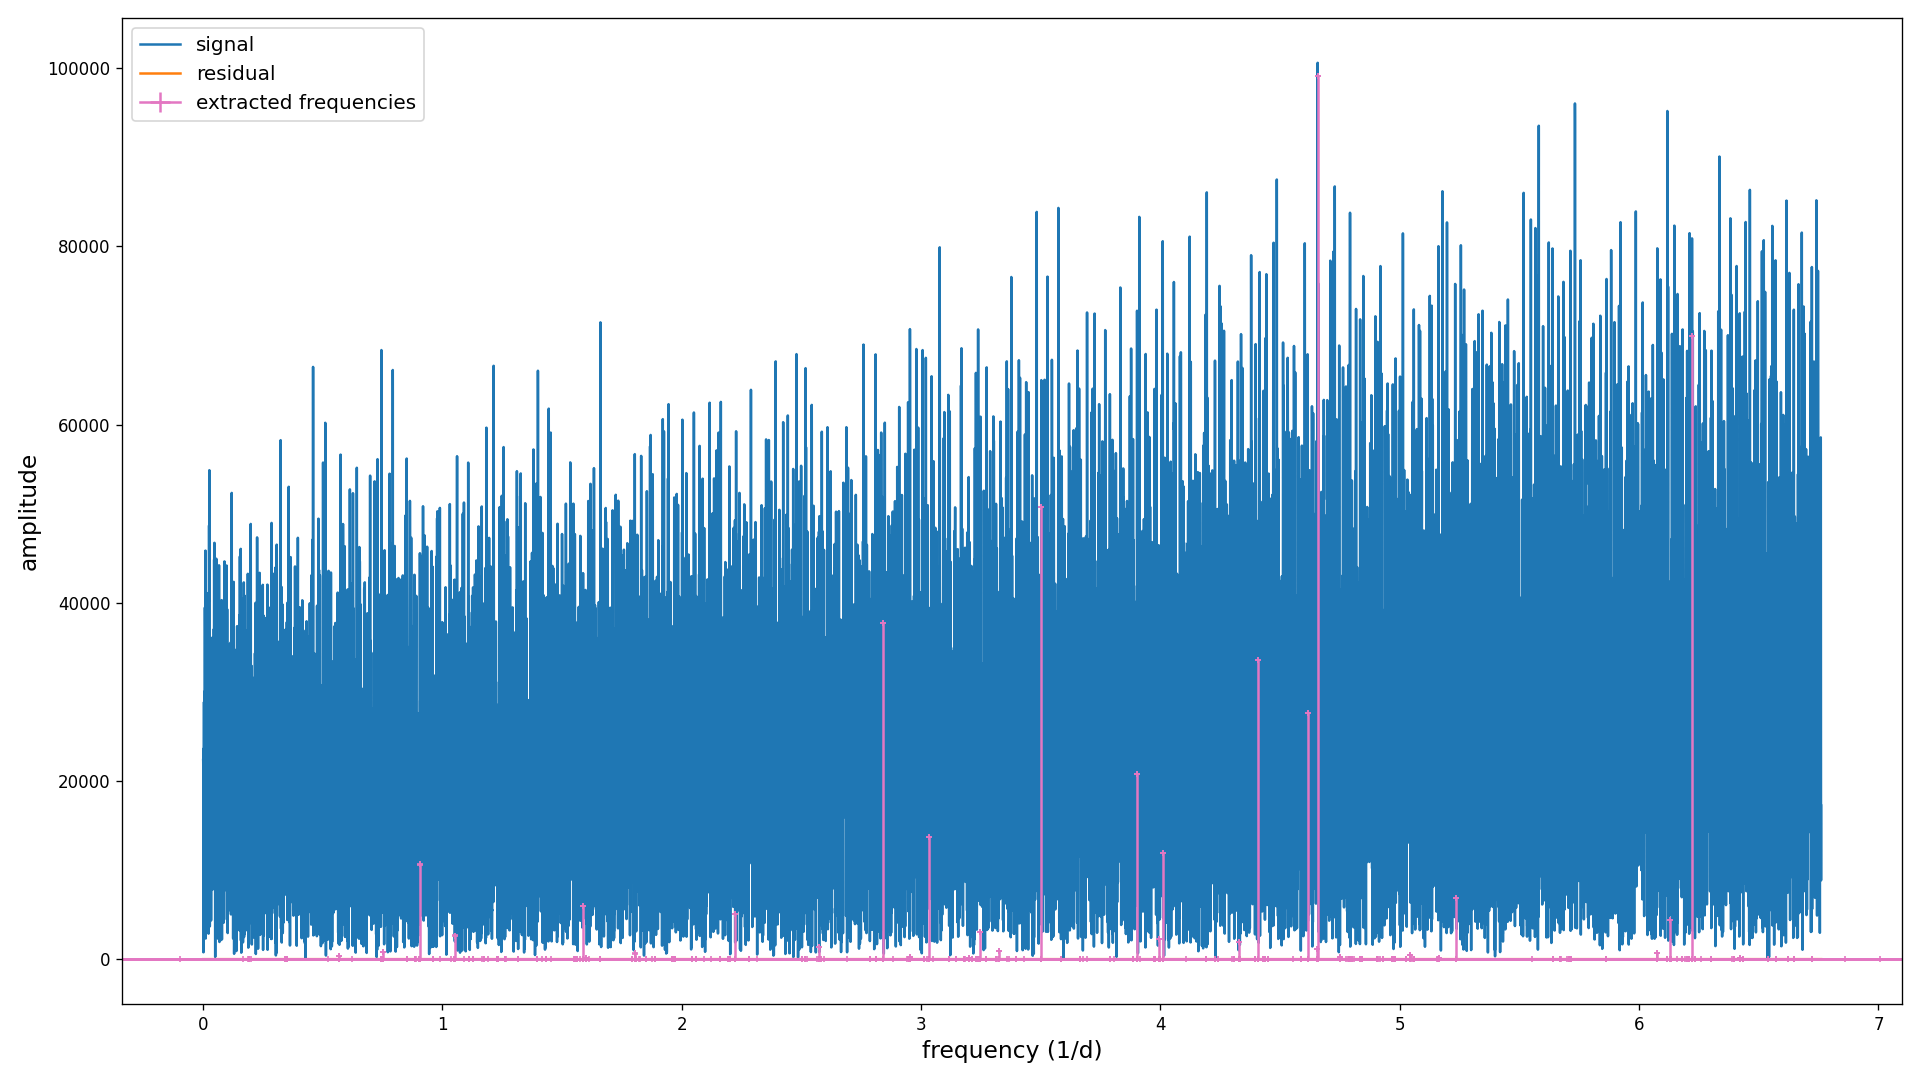 signal
residual
extracted frequencies
100000
80000
60000
40000
20000
0
amplitude
0 1 2 3 4 5 6 7
frequency (1/d)